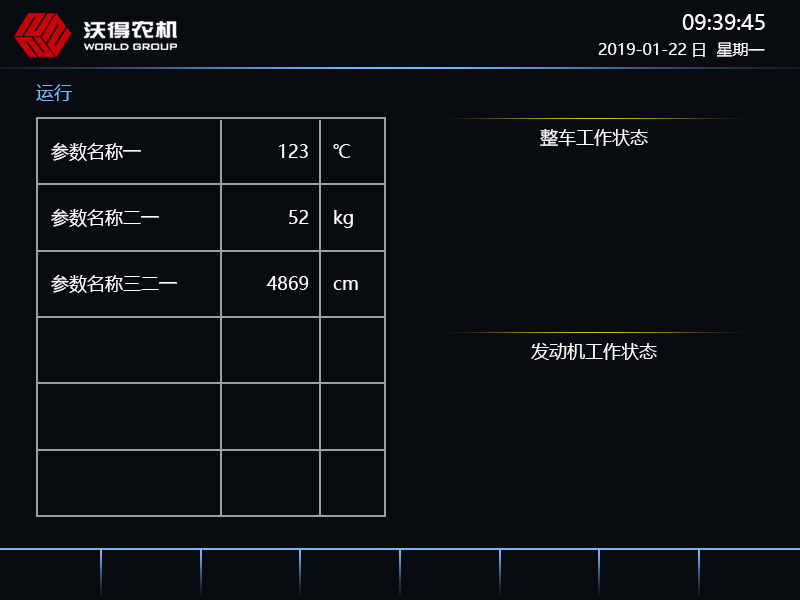 沃得农机
WORLD GROUP
09:39:45
2019-01-22 日 星期一
运行
参数名称一 123 ℃
参数名称二一 52 kg
参数名称三二一 4869 cm
整车工作状态
发动机工作状态